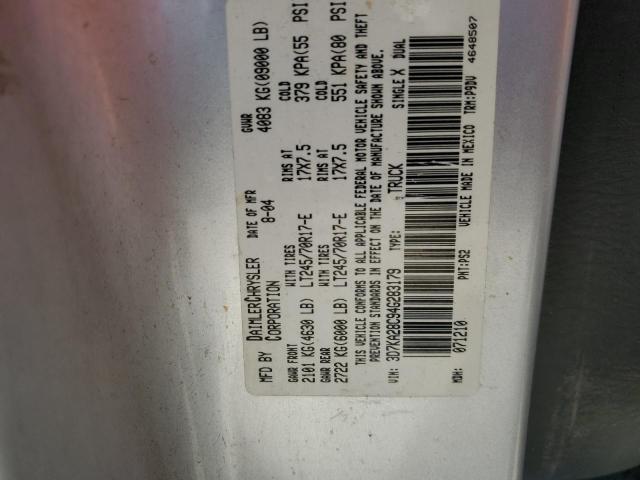 MFD BY DAIMLERCHRYSLER CORPORATION DATE OF MFR 8-04 GVWR 4083 KG(09000 LB)
GAWR FRONT WITH TIRES RIMS AT COLD
2101 KG(4630 LB) LT245/70R17-E 17X7.5 379 KPA(55 PSI
GAWR REAR WITH TIRES RIMS AT COLD
2722 KG(6000 LB) LT245/70R17-E 17X7.5 551 KPA(80 PSI
THIS VEHICLE CONFORMS TO ALL APPLICABLE FEDERAL MOTOR VEHICLE SAFETY AND THEFT
PREVENTION STANDARDS IN EFFECT ON THE DATE OF MANUFACTURE SHOWN ABOVE.
VIN: 3D7KA28C94G283179 TYPE: TRUCK SINGLE X DUAL
MDH: 071210 PNT: PS2 VEHICLE MADE IN MEXICO TRM: P9DV 4648507